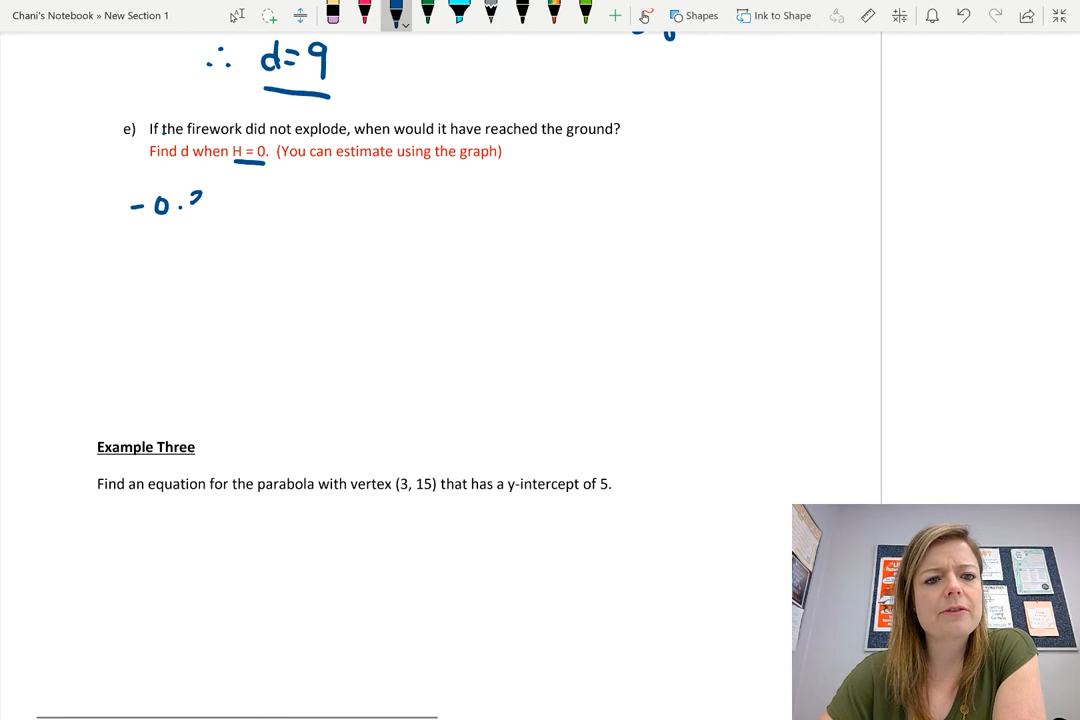 Chani's Notebook » New Section 1
Shapes
Ink to Shape
∴ d=9
e) If the firework did not explode, when would it have reached the ground?
Find d when H = 0. (You can estimate using the graph)
Example Three
Find an equation for the parabola with vertex (3, 15) that has a y-intercept of 5.